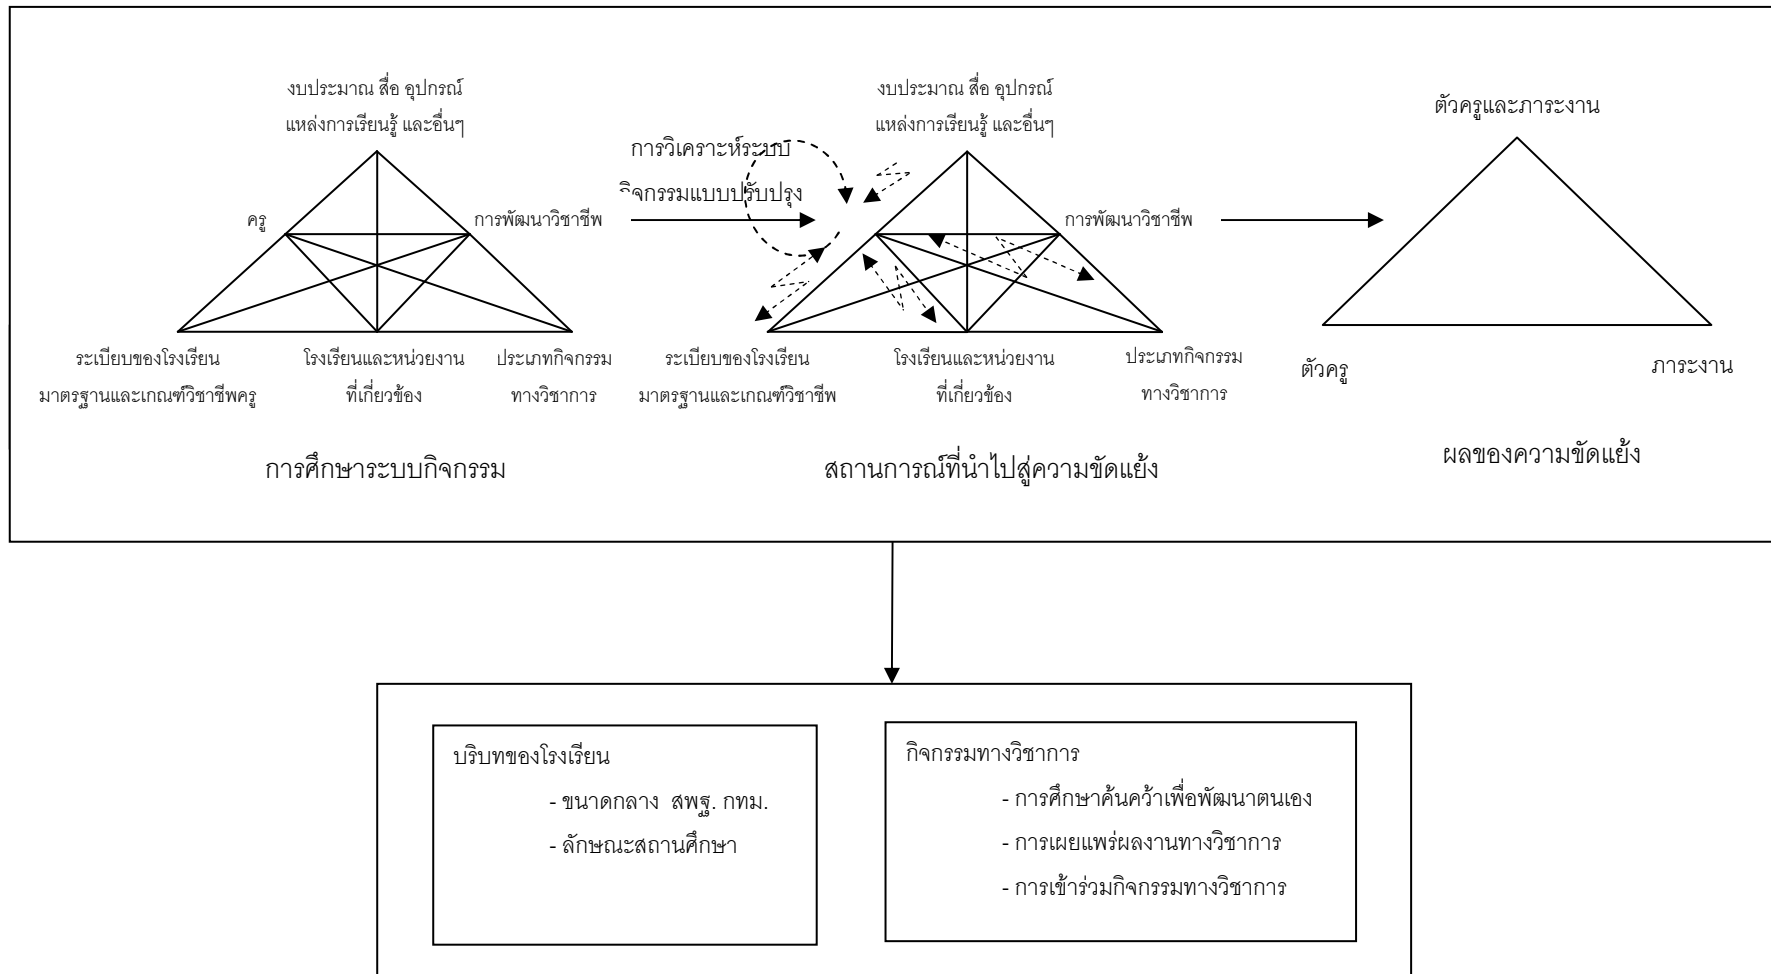 งบประมาณ สื่อ อุปกรณ์
แหล่งการเรียนรู้ และอื่นๆ
ครู
การพัฒนาวิชาชีพ
ระเบียบของโรงเรียน
มาตรฐานและเกณฑ์วิชาชีพครู
โรงเรียนและหน่วยงาน
ที่เกี่ยวข้อง
ประเภทกิจกรรม
ทางวิชาการ
การศึกษาระบบกิจกรรม
การวิเคราะห์ระบบ
กิจกรรมแบบปรับปรุง
งบประมาณ สื่อ อุปกรณ์
แหล่งการเรียนรู้ และอื่นๆ
การพัฒนาวิชาชีพ
ระเบียบของโรงเรียน
มาตรฐานและเกณฑ์วิชาชีพ
โรงเรียนและหน่วยงาน
ที่เกี่ยวข้อง
ประเภทกิจกรรม
ทางวิชาการ
สถานการณ์ที่นำไปสู่ความขัดแย้ง
ตัวครูและภาระงาน
ตัวครู
ภาระงาน
ผลของความขัดแย้ง
บริบทของโรงเรียน
- ขนาดกลาง สพฐ. กทม.
- ลักษณะสถานศึกษา
กิจกรรมทางวิชาการ
- การศึกษาค้นคว้าเพื่อพัฒนาตนเอง
- การเผยแพร่ผลงานทางวิชาการ
- การเข้าร่วมกิจกรรมทางวิชาการ